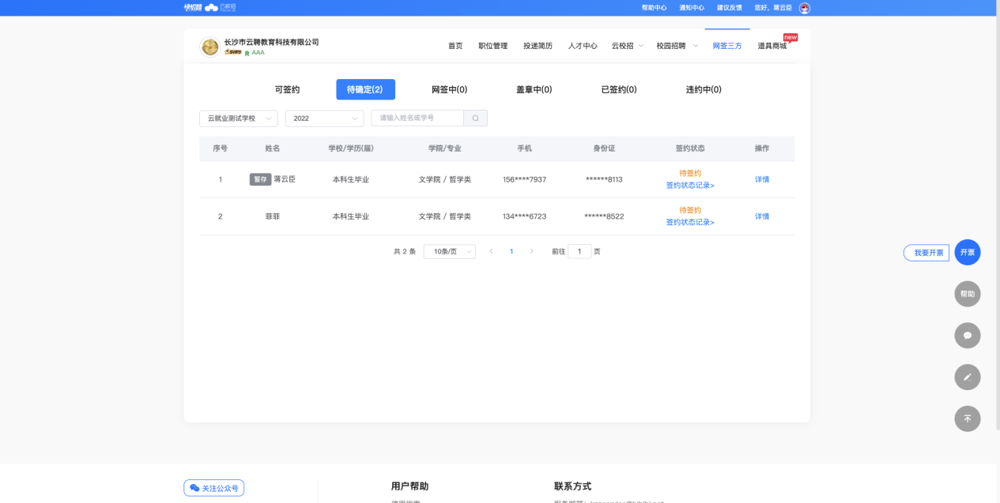 快招网 云校招
帮助中心 通知中心 建议反馈 您好，蒋云臣
长沙市云聘教育科技有限公司
SVIP5 AAA
首页 职位管理 投递简历 人才中心 云校招 校园招聘 网签三方 道具商城 new
可签约 待确定(2) 网签中(0) 盖章中(0) 已签约(0) 违约中(0)
云就业测试学校 2022 请输入姓名或学号
序号 姓名 学校/学历(届) 学院/专业 手机 身份证 签约状态 操作
1 暂存 蒋云臣 本科生毕业 文学院 / 哲学类 156****7937 ******8113 待签约 详情
签约状态记录>
2 菲菲 本科生毕业 文学院 / 哲学类 134****6723 ******8522 待签约 详情
签约状态记录>
共 2 条 10条/页 < 1 > 前往 1 页
我要开票 开票
帮助
关注公众号
用户帮助
联系方式